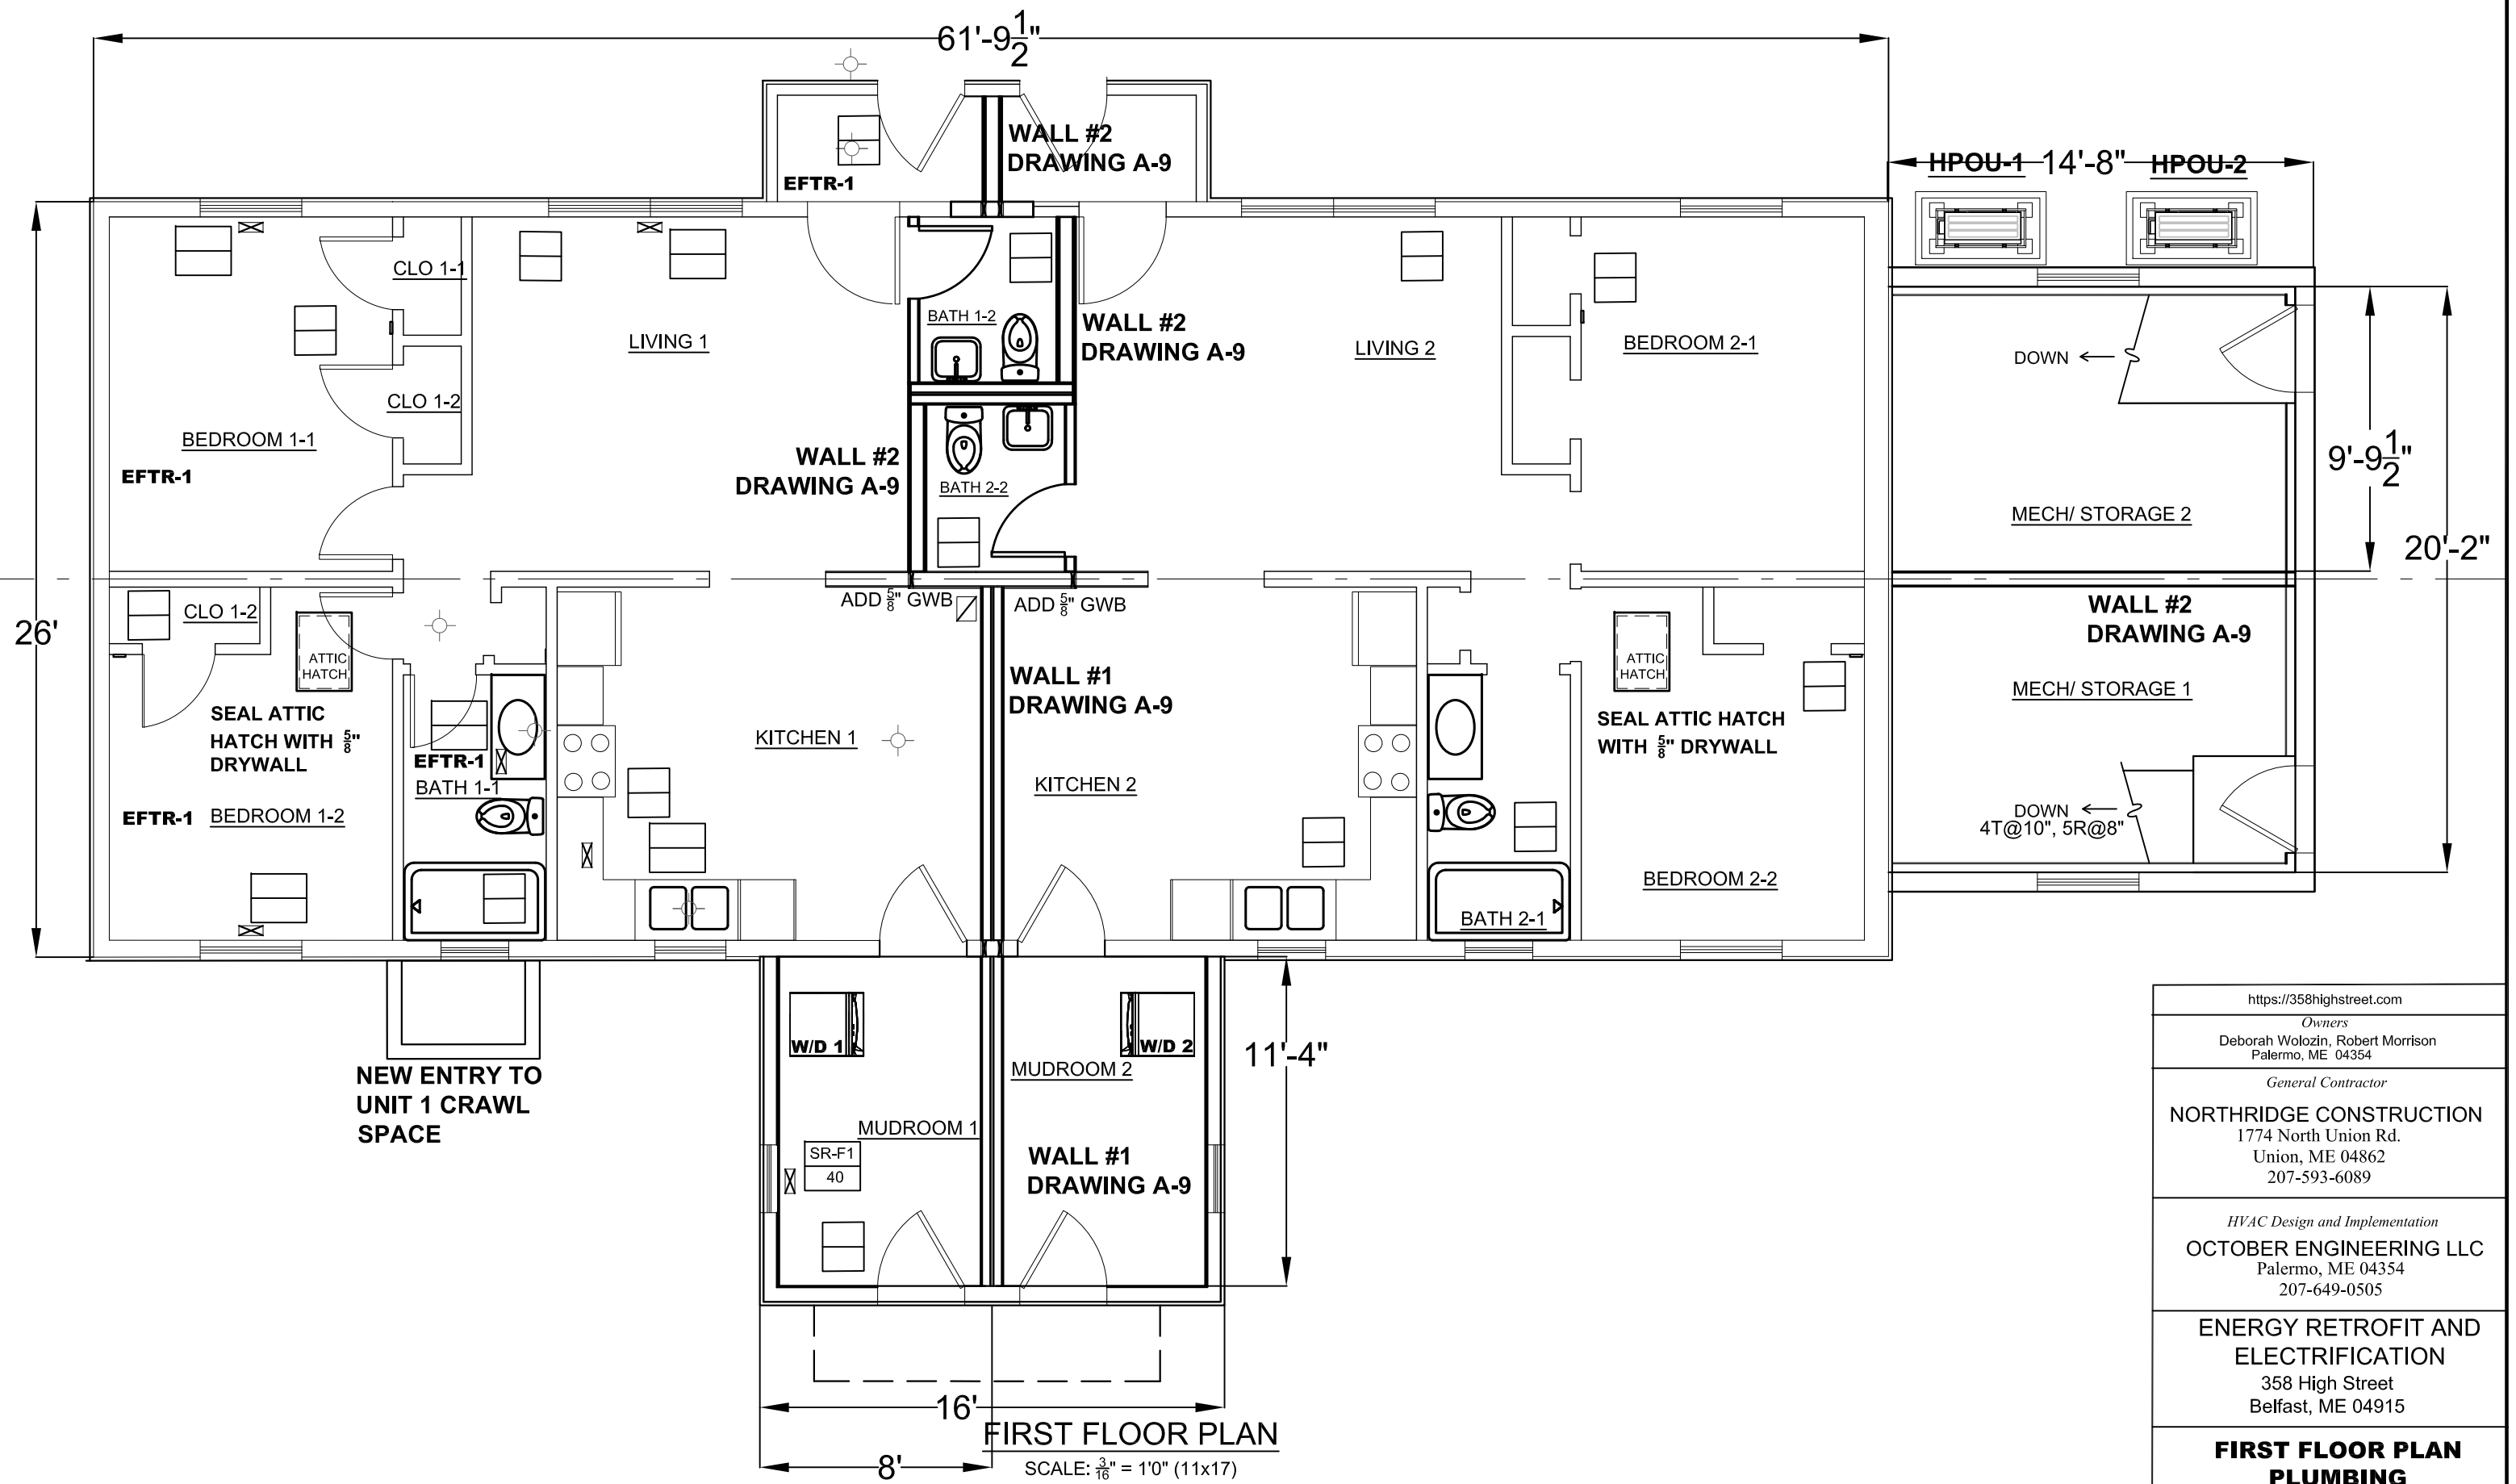 61'-9 1/2"
WALL #2
DRAWING A-9
EFTR-1
HPOU-1
14'-8"
HPOU-2
CLO 1-1
LIVING 1
BATH 1-2
WALL #2
DRAWING A-9
LIVING 2
BEDROOM 2-1
DOWN
CLO 1-2
BEDROOM 1-1
EFTR-1
WALL #2
DRAWING A-9
BATH 2-2
MECH/ STORAGE 2
9'-9 1/2"
20'-2"
26'
CLO 1-2
ATTIC
HATCH
ADD 5/8" GWB
ADD 5/8" GWB
WALL #2
DRAWING A-9
MECH/ STORAGE 1
SEAL ATTIC
HATCH WITH 5/8"
DRYWALL
EFTR-1
BATH 1-1
KITCHEN 1
WALL #1
DRAWING A-9
KITCHEN 2
ATTIC
HATCH
SEAL ATTIC HATCH
WITH 5/8" DRYWALL
EFTR-1
BEDROOM 1-2
DOWN
4T@10", 5R@8"
BEDROOM 2-2
BATH 2-1
NEW ENTRY TO
UNIT 1 CRAWL
SPACE
W/D 1
W/D 2
MUDROOM 2
11'-4"
MUDROOM 1
SR-F1
40
WALL #1
DRAWING A-9
16'
8'
FIRST FLOOR PLAN
SCALE: 3/16" = 1'0" (11x17)
https://358highstreet.com
Owners
Deborah Wolozin, Robert Morrison
Palermo, ME 04354
General Contractor
NORTHRIDGE CONSTRUCTION
1774 North Union Rd.
Union, ME 04862
207-593-6089
HVAC Design and Implementation
OCTOBER ENGINEERING LLC
Palermo, ME 04354
207-649-0505
ENERGY RETROFIT AND
ELECTRIFICATION
358 High Street
Belfast, ME 04915
FIRST FLOOR PLAN
PLUMBING